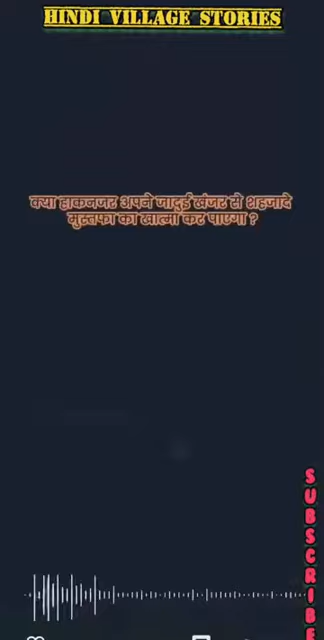 HINDI VILLAGE STORIES
क्या हाकनजर अपने जादुई खंजर से शहजादे
मुस्तफा का खात्मा कर पाएगा ?
SUBSCRIBE